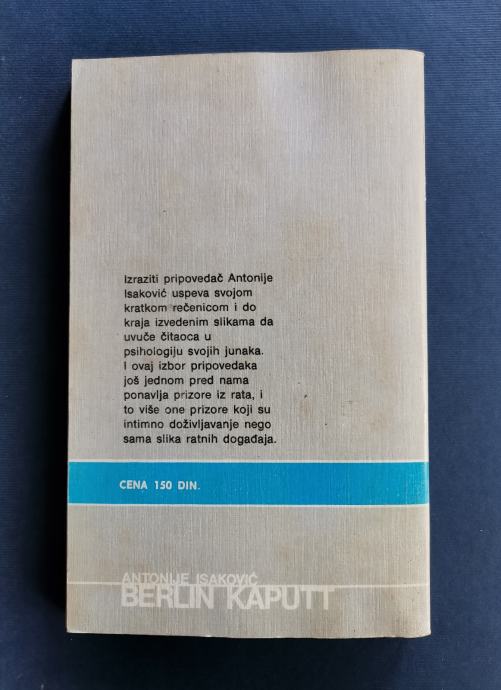 Izraziti pripovedač Antonije
Isaković uspeva svojom
kratkom rečenicom i do
kraja izvedenim slikama da
uvuče čitaoca u
psihologiju svojih junaka.
I ovaj izbor pripovedaka
još jednom pred nama
ponavlja prizore iz rata, i
to više one prizore koji su
intimno doživljavanje nego
sama slika ratnih događaja.
CENA 150 DIN.
ANTONIJE ISAKOVIĆ
BERLIN KAPUTT